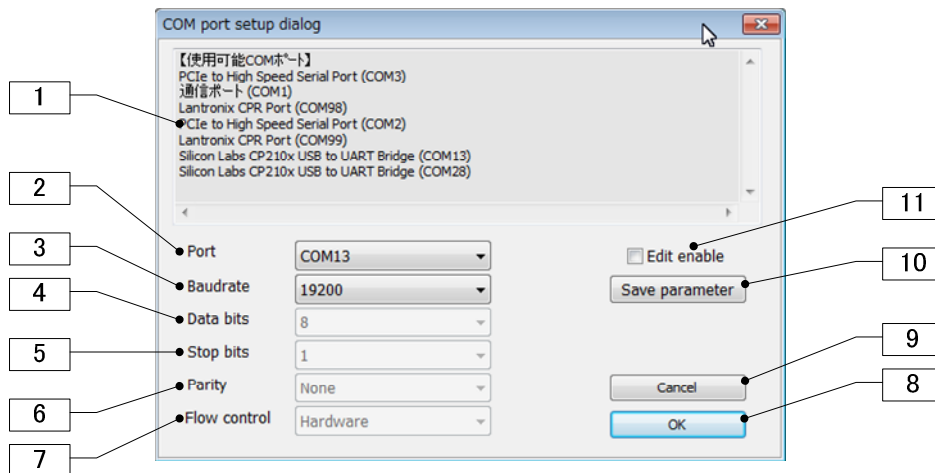 COM port setup dialog
【使用可能COMポート】
PCIe to High Speed Serial Port (COM3)
通信ポート (COM1)
Lantronix CPR Port (COM98)
PCIe to High Speed Serial Port (COM2)
Lantronix CPR Port (COM99)
Silicon Labs CP210x USB to UART Bridge (COM13)
Silicon Labs CP210x USB to UART Bridge (COM28)
1
2
Port COM13
Edit enable
11
3
Baudrate 19200
Save parameter
10
4
Data bits 8
5
Stop bits 1
9
6
Parity None
Cancel
8
7
Flow control Hardware
OK